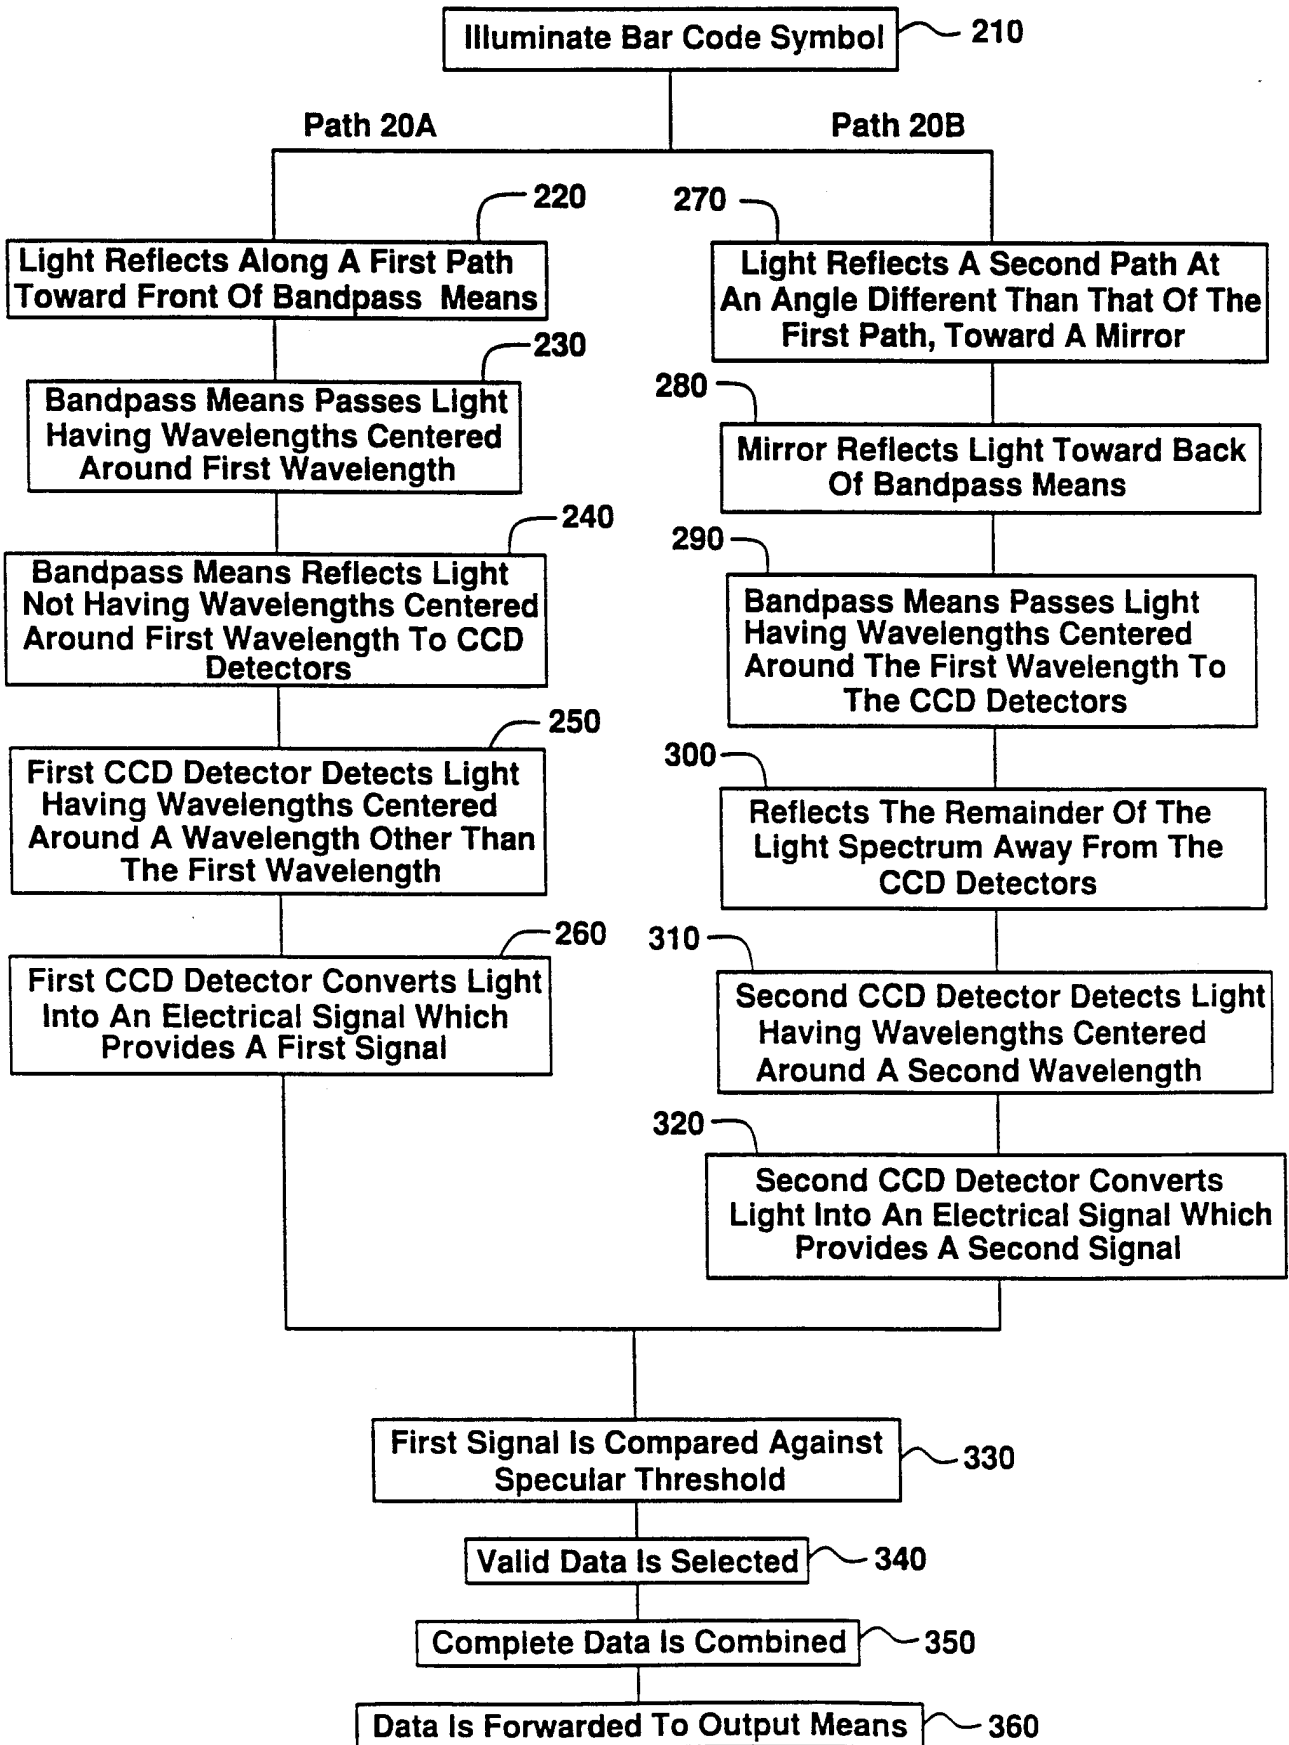 Illuminate Bar Code Symbol
210
Path 20A
Path 20B
220
Light Reflects Along A First Path
Toward Front Of Bandpass Means
230
Bandpass Means Passes Light
Having Wavelengths Centered
Around First Wavelength
240
Bandpass Means Reflects Light
Not Having Wavelengths Centered
Around First Wavelength To CCD
Detectors
250
First CCD Detector Detects Light
Having Wavelengths Centered
Around A Wavelength Other Than
The First Wavelength
260
First CCD Detector Converts Light
Into An Electrical Signal Which
Provides A First Signal
270
Light Reflects A Second Path At
An Angle Different Than That Of The
First Path, Toward A Mirror
280
Mirror Reflects Light Toward Back
Of Bandpass Means
290
Bandpass Means Passes Light
Having Wavelengths Centered
Around The First Wavelength To
The CCD Detectors
300
Reflects The Remainder Of The
Light Spectrum Away From The
CCD Detectors
310
Second CCD Detector Detects Light
Having Wavelengths Centered
Around A Second Wavelength
320
Second CCD Detector Converts
Light Into An Electrical Signal Which
Provides A Second Signal
First Signal Is Compared Against
Specular Threshold
330
Valid Data Is Selected
340
Complete Data Is Combined
350
Data Is Forwarded To Output Means
360